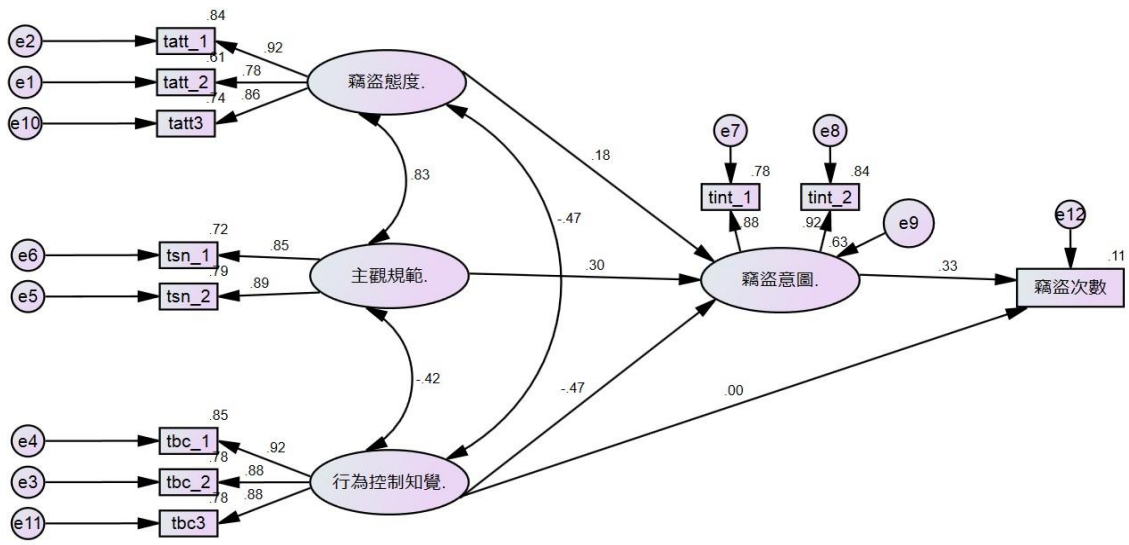 .84
e2
tatt_1
.92
.61
e1
tatt_2
.78
.74
.86
e10
tatt3
竊盜態度.
.83
-.47
.18
e7
e8
.78
.84
tint_1
tint_2
.88
.92
.63
e9
e12
.11
.72
e6
tsn_1
.85
.79
e5
tsn_2
.89
主觀規範.
.30
竊盜意圖.
.33
竊盜次數
-.42
-.47
.00
.85
e4
tbc_1
.92
.78
e3
tbc_2
.88
.78
.88
e11
tbc3
行為控制知覺.